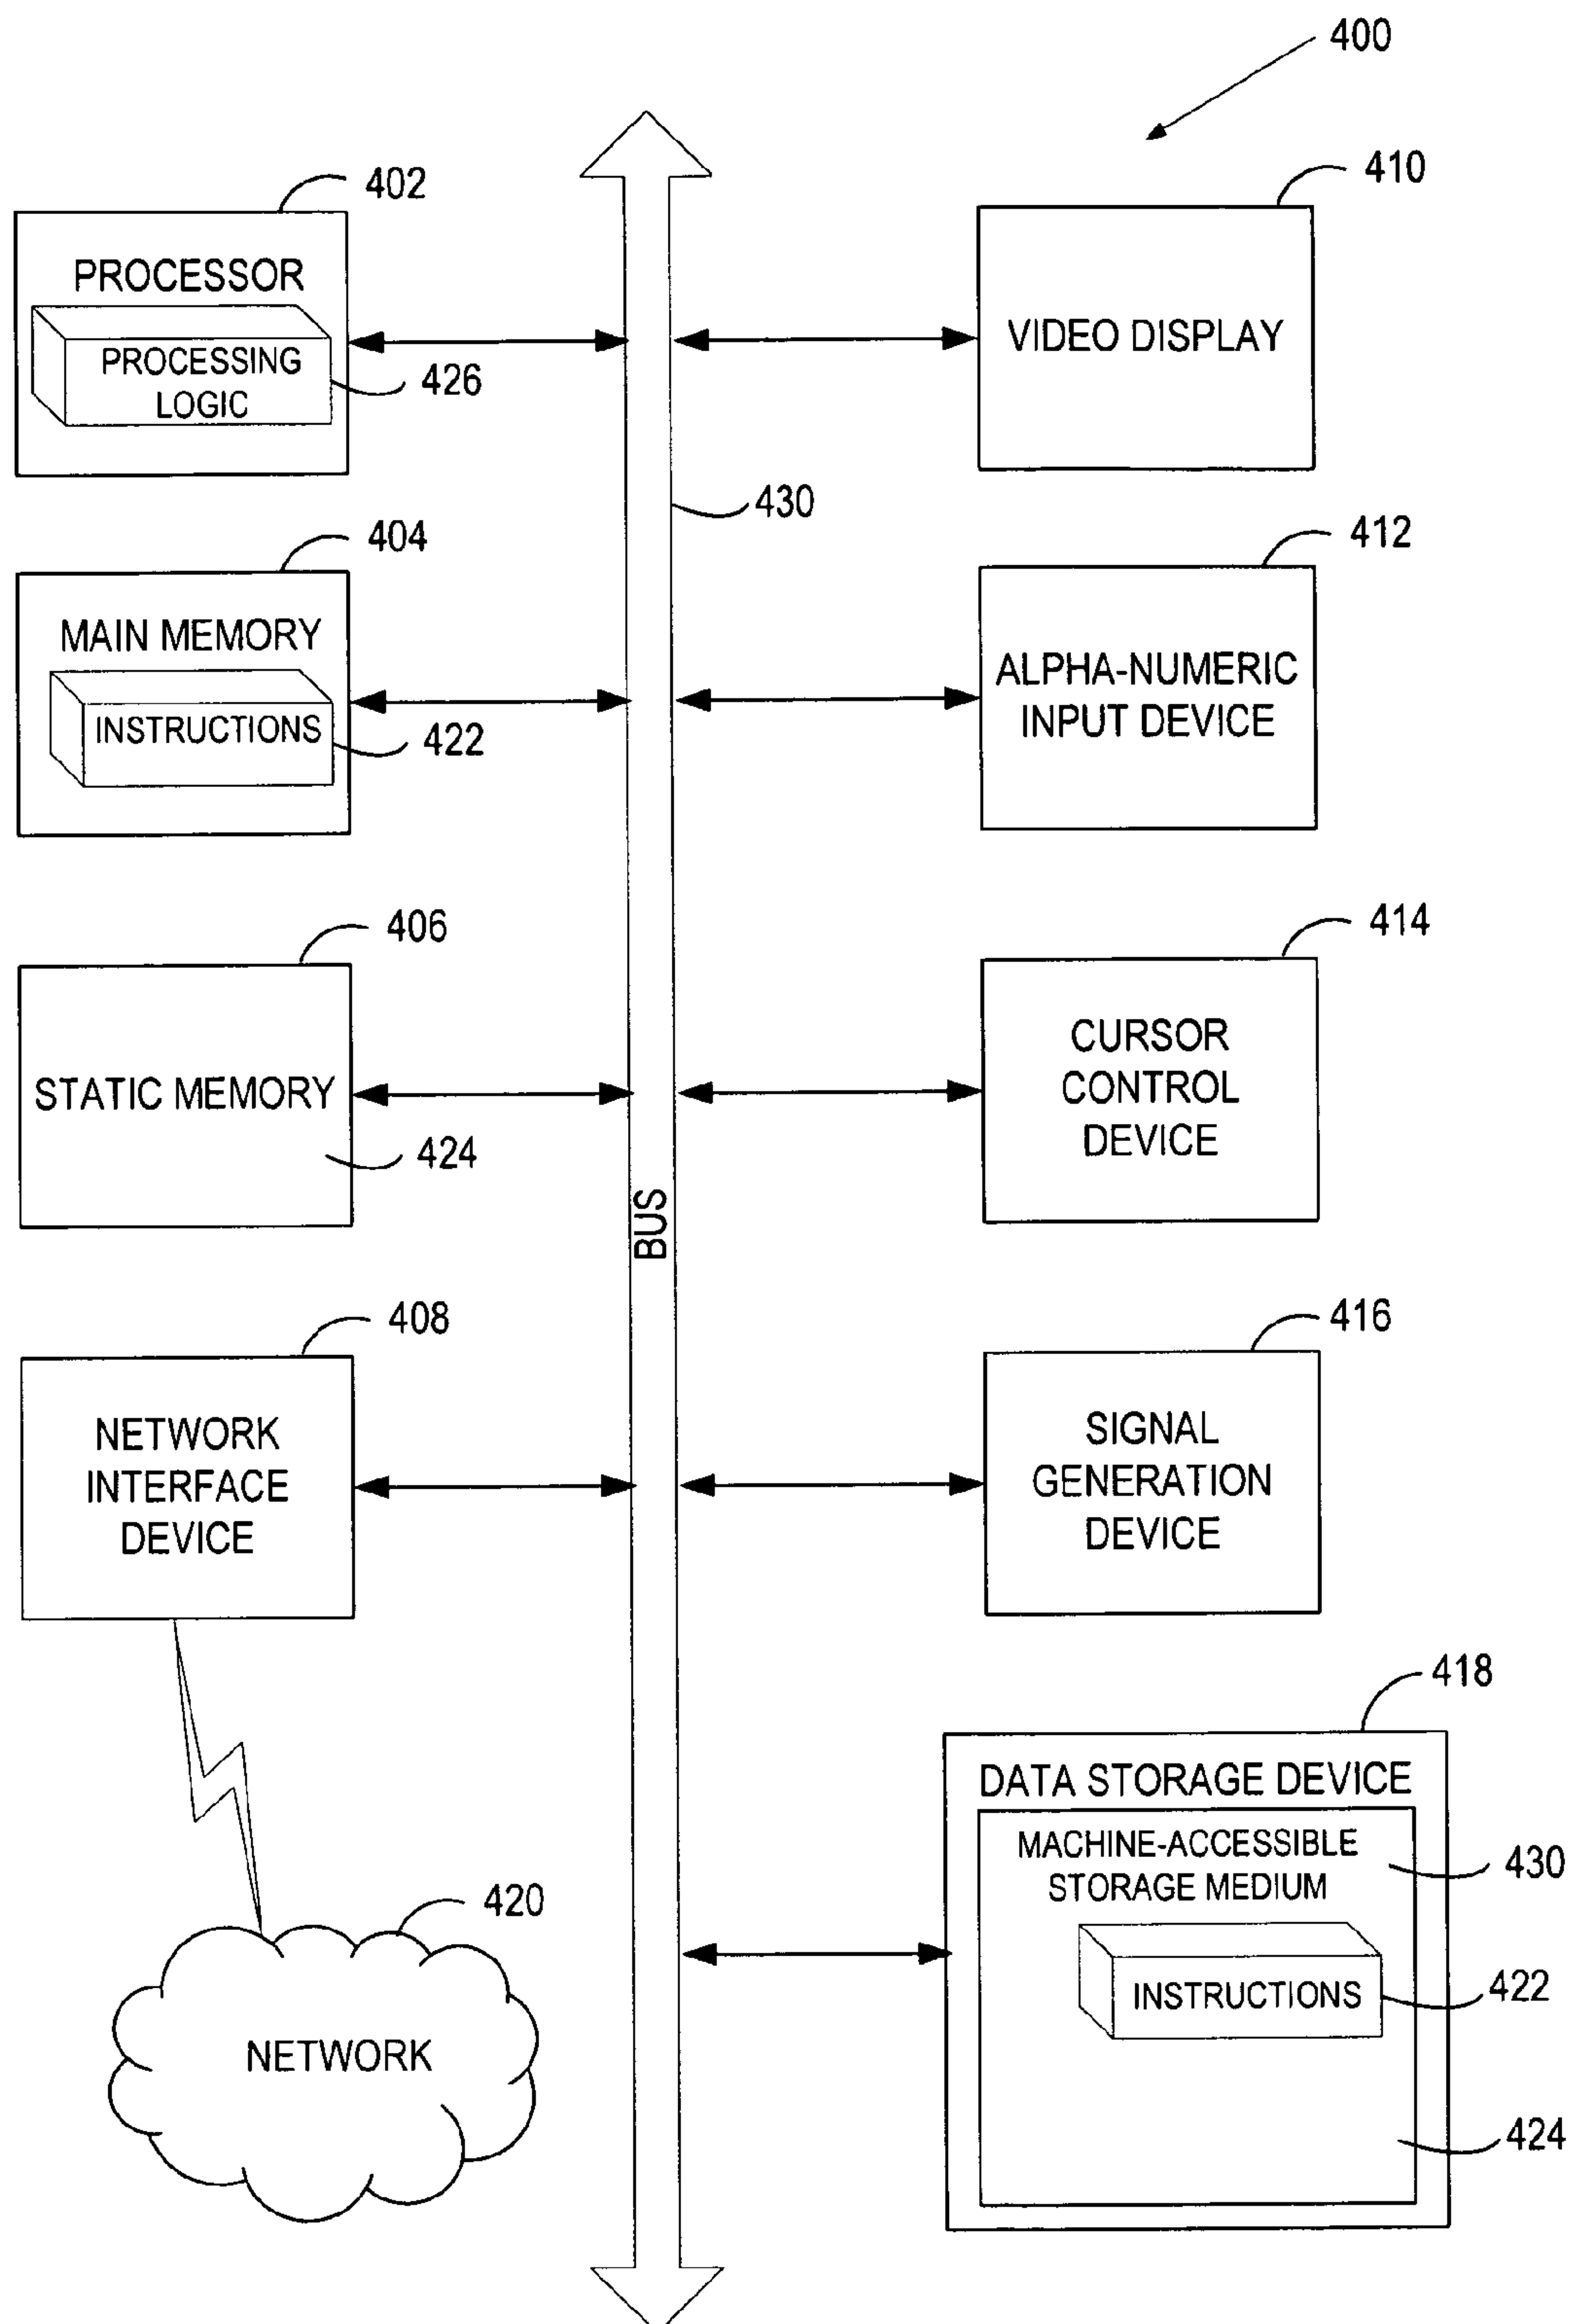 400
402
PROCESSOR
PROCESSING
LOGIC
426
410
VIDEO DISPLAY
430
404
MAIN MEMORY
INSTRUCTIONS
422
412
ALPHA-NUMERIC
INPUT DEVICE
406
STATIC MEMORY
424
414
CURSOR
CONTROL
DEVICE
BUS
408
NETWORK
INTERFACE
DEVICE
416
SIGNAL
GENERATION
DEVICE
418
DATA STORAGE DEVICE
MACHINE-ACCESSIBLE
STORAGE MEDIUM
430
INSTRUCTIONS
422
424
420
NETWORK